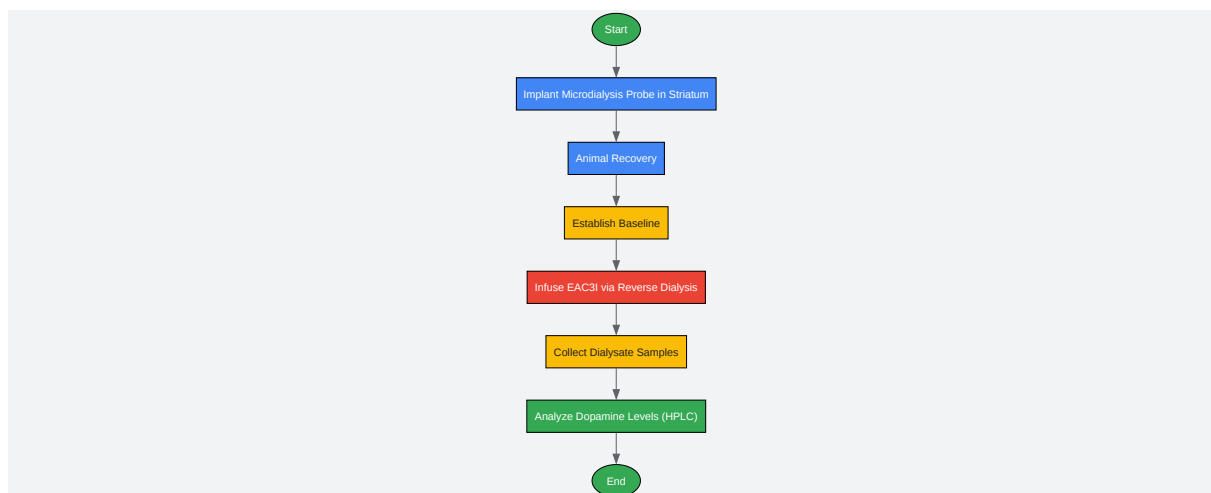 Start
Implant Microdialysis Probe in Striatum
Animal Recovery
Establish Baseline
Infuse EAC3I via Reverse Dialysis
Collect Dialysate Samples
Analyze Dopamine Levels (HPLC)
End